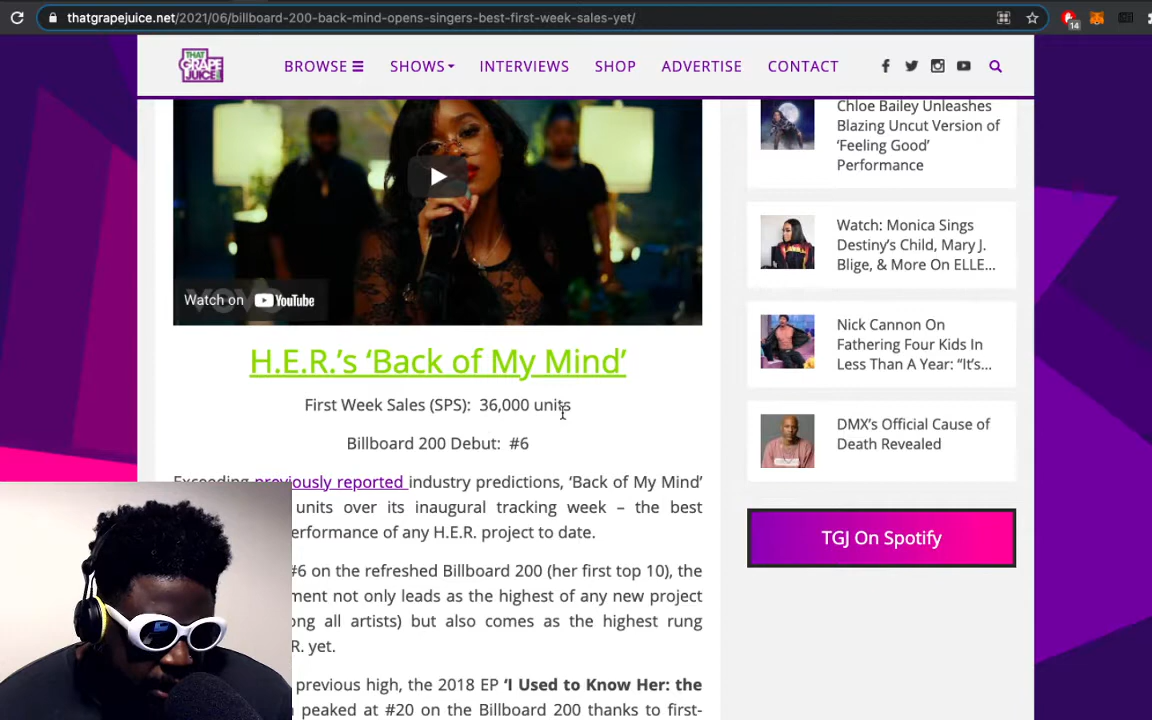 thatgrapejuice.net/2021/06/billboard-200-back-mind-opens-singers-best-first-week-sales-yet/
14
THAT GRAPE JUICE
BROWSE SHOWS INTERVIEWS SHOP ADVERTISE CONTACT
Watch on YouTube
H.E.R.'s ‘Back of My Mind’
First Week Sales (SPS): 36,000 units
Billboard 200 Debut: #6
Exceeding previously reported industry predictions, ‘Back of My Mind’
units over its inaugural tracking week – the best
erformance of any H.E.R. project to date.
#6 on the refreshed Billboard 200 (her first top 10), the
ment not only leads as the highest of any new project
ng all artists) but also comes as the highest rung
R. yet.
previous high, the 2018 EP ‘I Used to Know Her: the
peaked at #20 on the Billboard 200 thanks to first-
Chloe Bailey Unleashes
Blazing Uncut Version of
‘Feeling Good’
Performance
Watch: Monica Sings
Destiny’s Child, Mary J.
Blige, & More On ELLE...
Nick Cannon On
Fathering Four Kids In
Less Than A Year: “It’s...
DMX’s Official Cause of
Death Revealed
TGJ On Spotify